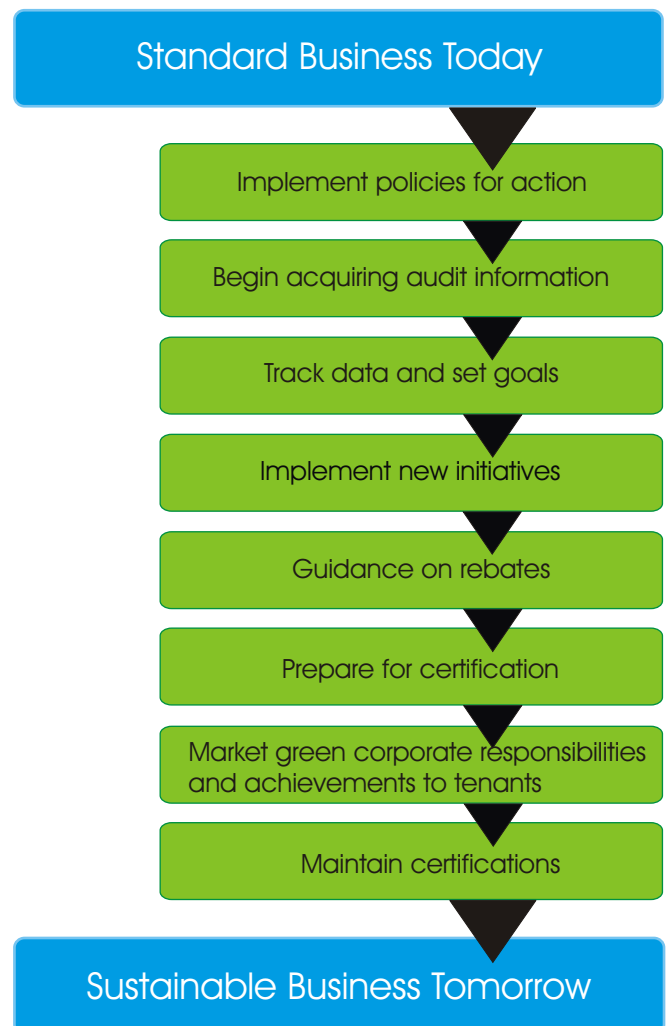 Standard Business Today
Implement policies for action
Begin acquiring audit information
Track data and set goals
Implement new initiatives
Guidance on rebates
Prepare for certification
Market green corporate responsibilities
and achievements to tenants
Maintain certifications
Sustainable Business Tomorrow